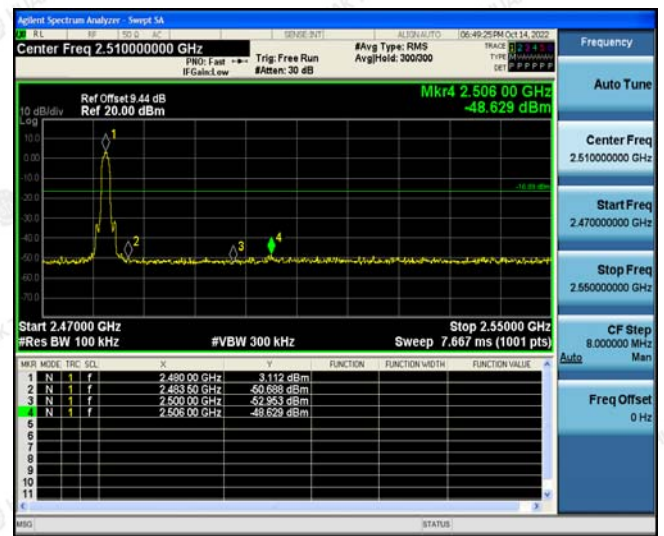 Agilent Spectrum Analyzer - Swept SA
RL RF 50 Ω AC SENSE:INT ALIGNAUTO 06:49:25 PM Oct 14, 2022
Center Freq 2.510000000 GHz
PNO: Fast Trig: Free Run
IFGain:Low #Atten: 30 dB
#Avg Type: RMS
Avg|Hold: 300/300
TRACE 1 2 3 4 5 6
TYPE
DET P P P P P P
Ref Offset 9.44 dB
10 dB/div Ref 20.00 dBm
Log
Mkr4 2.506 00 GHz
-48.629 dBm
10.0
0.00
-10.0
-20.0
-30.0
-40.0
-50.0
-60.0
-70.0
1
2
3
4
Start 2.47000 GHz Stop 2.55000 GHz
#Res BW 100 kHz #VBW 300 kHz Sweep 7.667 ms (1001 pts)
MKR MODE TRC SCL X Y FUNCTION FUNCTION WIDTH FUNCTION VALUE
1 N 1 f 2.480 00 GHz 3.112 dBm
2 N 1 f 2.483 50 GHz -50.688 dBm
3 N 1 f 2.500 00 GHz -52.953 dBm
4 N 1 f 2.506 00 GHz -48.629 dBm
5
6
7
8
9
10
11
MSG STATUS
Frequency
Auto Tune
Center Freq
2.510000000 GHz
Start Freq
2.470000000 GHz
Stop Freq
2.550000000 GHz
CF Step
8.000000 MHz
Auto Man
Freq Offset
0 Hz